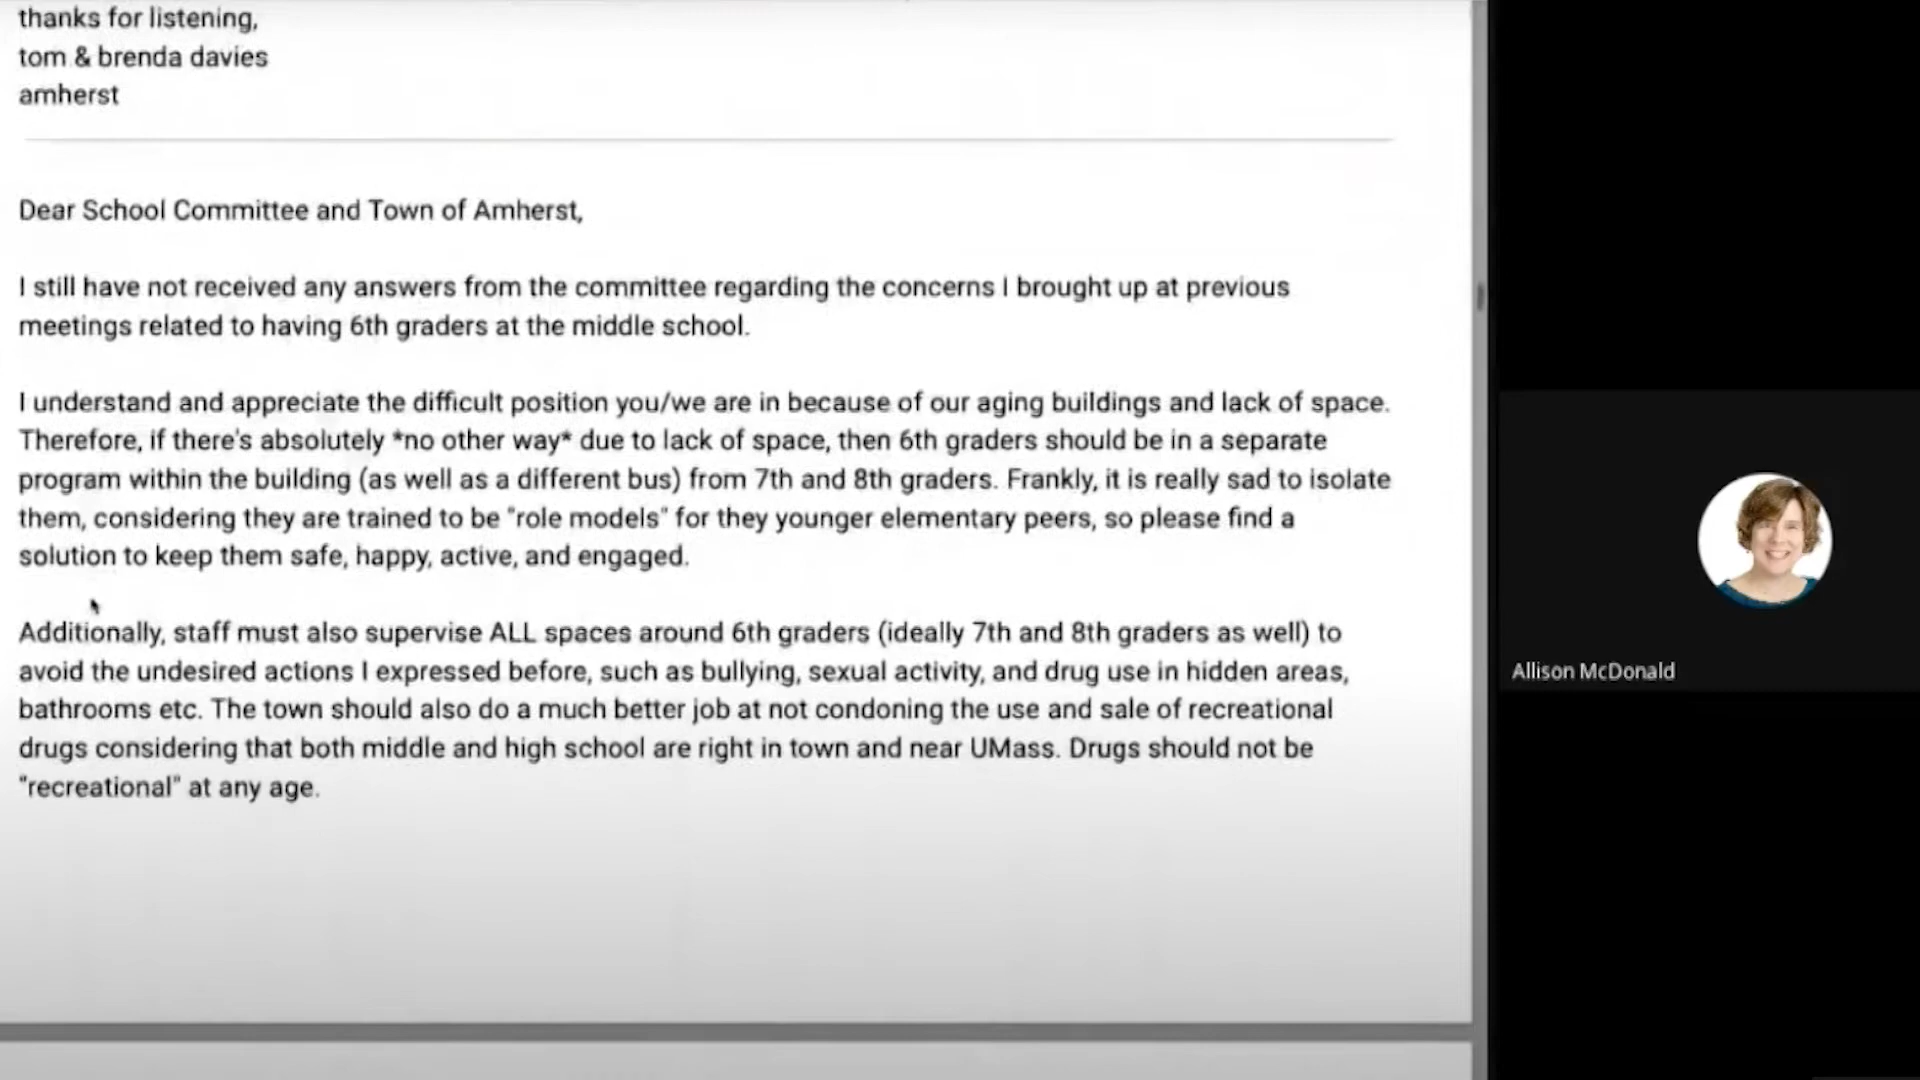 thanks for listening,
tom & brenda davies
amherst
Dear School Committee and Town of Amherst,
I still have not received any answers from the committee regarding the concerns I brought up at previous
meetings related to having 6th graders at the middle school.
I understand and appreciate the difficult position you/we are in because of our aging buildings and lack of space.
Therefore, if there's absolutely *no other way* due to lack of space, then 6th graders should be in a separate
program within the building (as well as a different bus) from 7th and 8th graders. Frankly, it is really sad to isolate
them, considering they are trained to be "role models" for they younger elementary peers, so please find a
solution to keep them safe, happy, active, and engaged.
Additionally, staff must also supervise ALL spaces around 6th graders (ideally 7th and 8th graders as well) to
avoid the undesired actions I expressed before, such as bullying, sexual activity, and drug use in hidden areas,
bathrooms etc. The town should also do a much better job at not condoning the use and sale of recreational
drugs considering that both middle and high school are right in town and near UMass. Drugs should not be
"recreational" at any age.
Allison McDonald